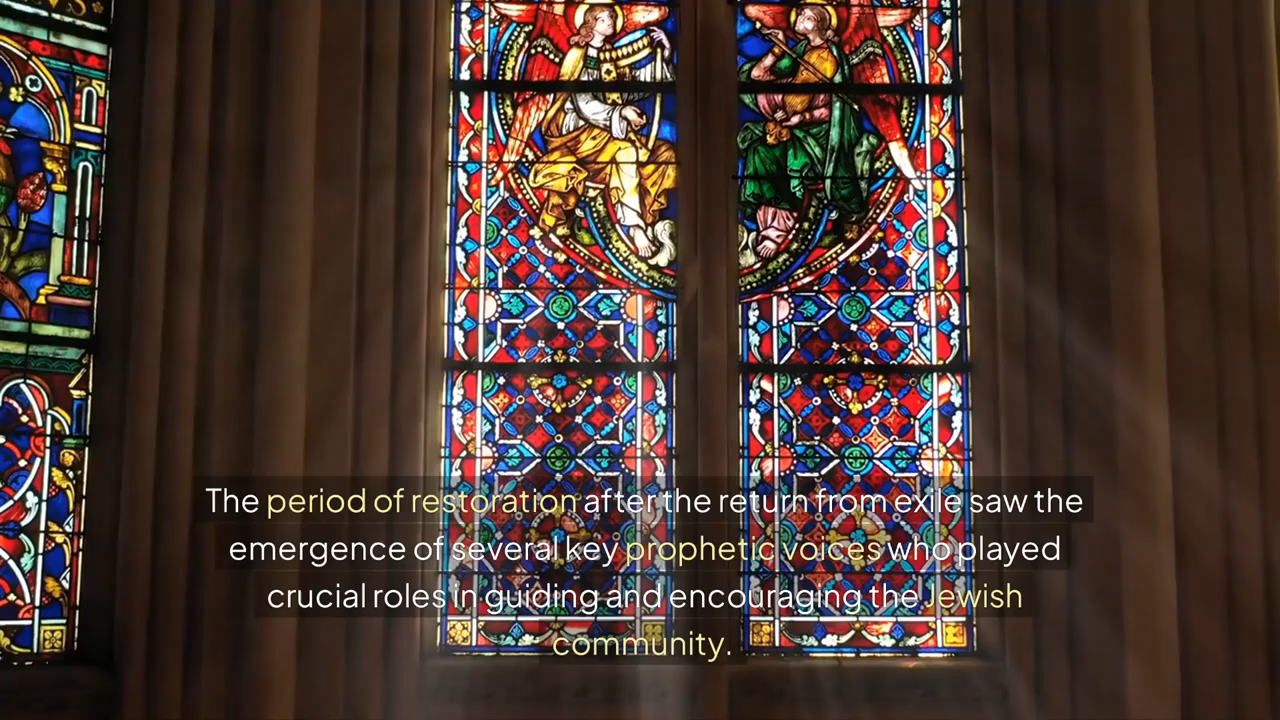 The period of restoration after the return from exile saw the
emergence of several key prophetic voices who played
crucial roles in guiding and encouraging the Jewish
community.